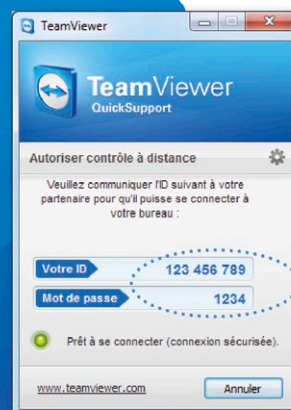 TeamViewer
TeamViewer
QuickSupport
Autoriser contrôle à distance
Veuillez communiquer l'ID suivant à votre
partenaire pour qu'il puisse se connecter à
votre bureau :
Votre ID 123 456 789
Mot de passe 1234
Prêt à se connecter (connexion sécurisée).
www.teamviewer.com Annuler